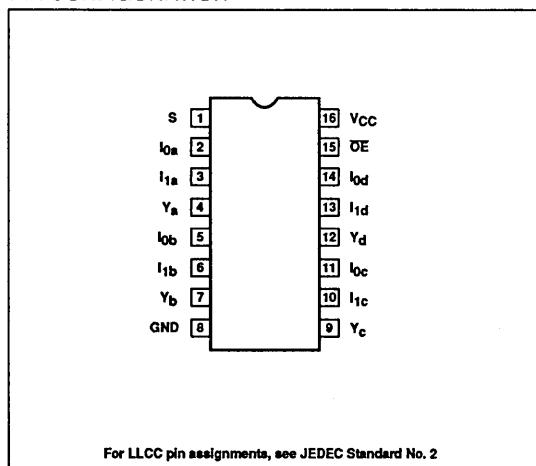 S 1 16 VCC
I0a 2 15 OE
I1a 3 14 I0d
Ya 4 13 I1d
I0b 5 12 Yd
I1b 6 11 I0c
Yb 7 10 I1c
GND 8 9 Yc
For LLCC pin assignments, see JEDEC Standard No. 2